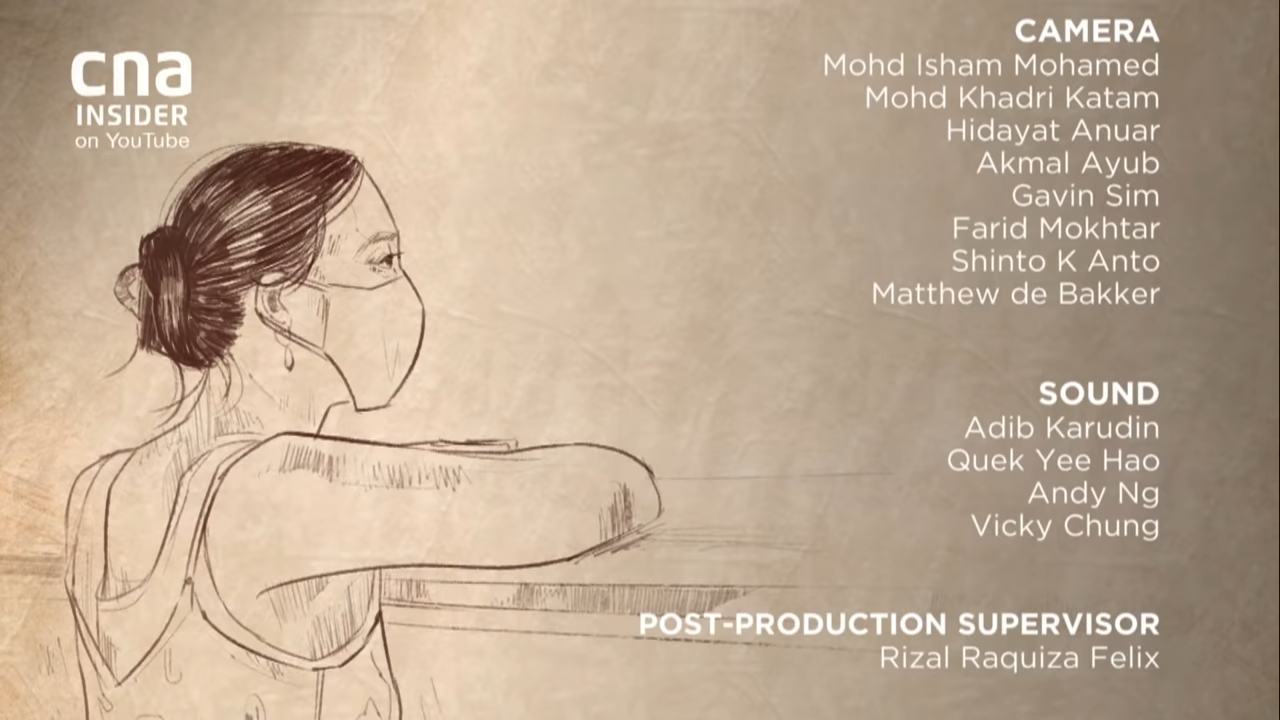 cna
INSIDER
on YouTube
CAMERA
Mohd Isham Mohamed
Mohd Khadri Katam
Hidayat Anuar
Akmal Ayub
Gavin Sim
Farid Mokhtar
Shinto K Anto
Matthew de Bakker
SOUND
Adib Karudin
Quek Yee Hao
Andy Ng
Vicky Chung
POST-PRODUCTION SUPERVISOR
Rizal Raquiza Felix